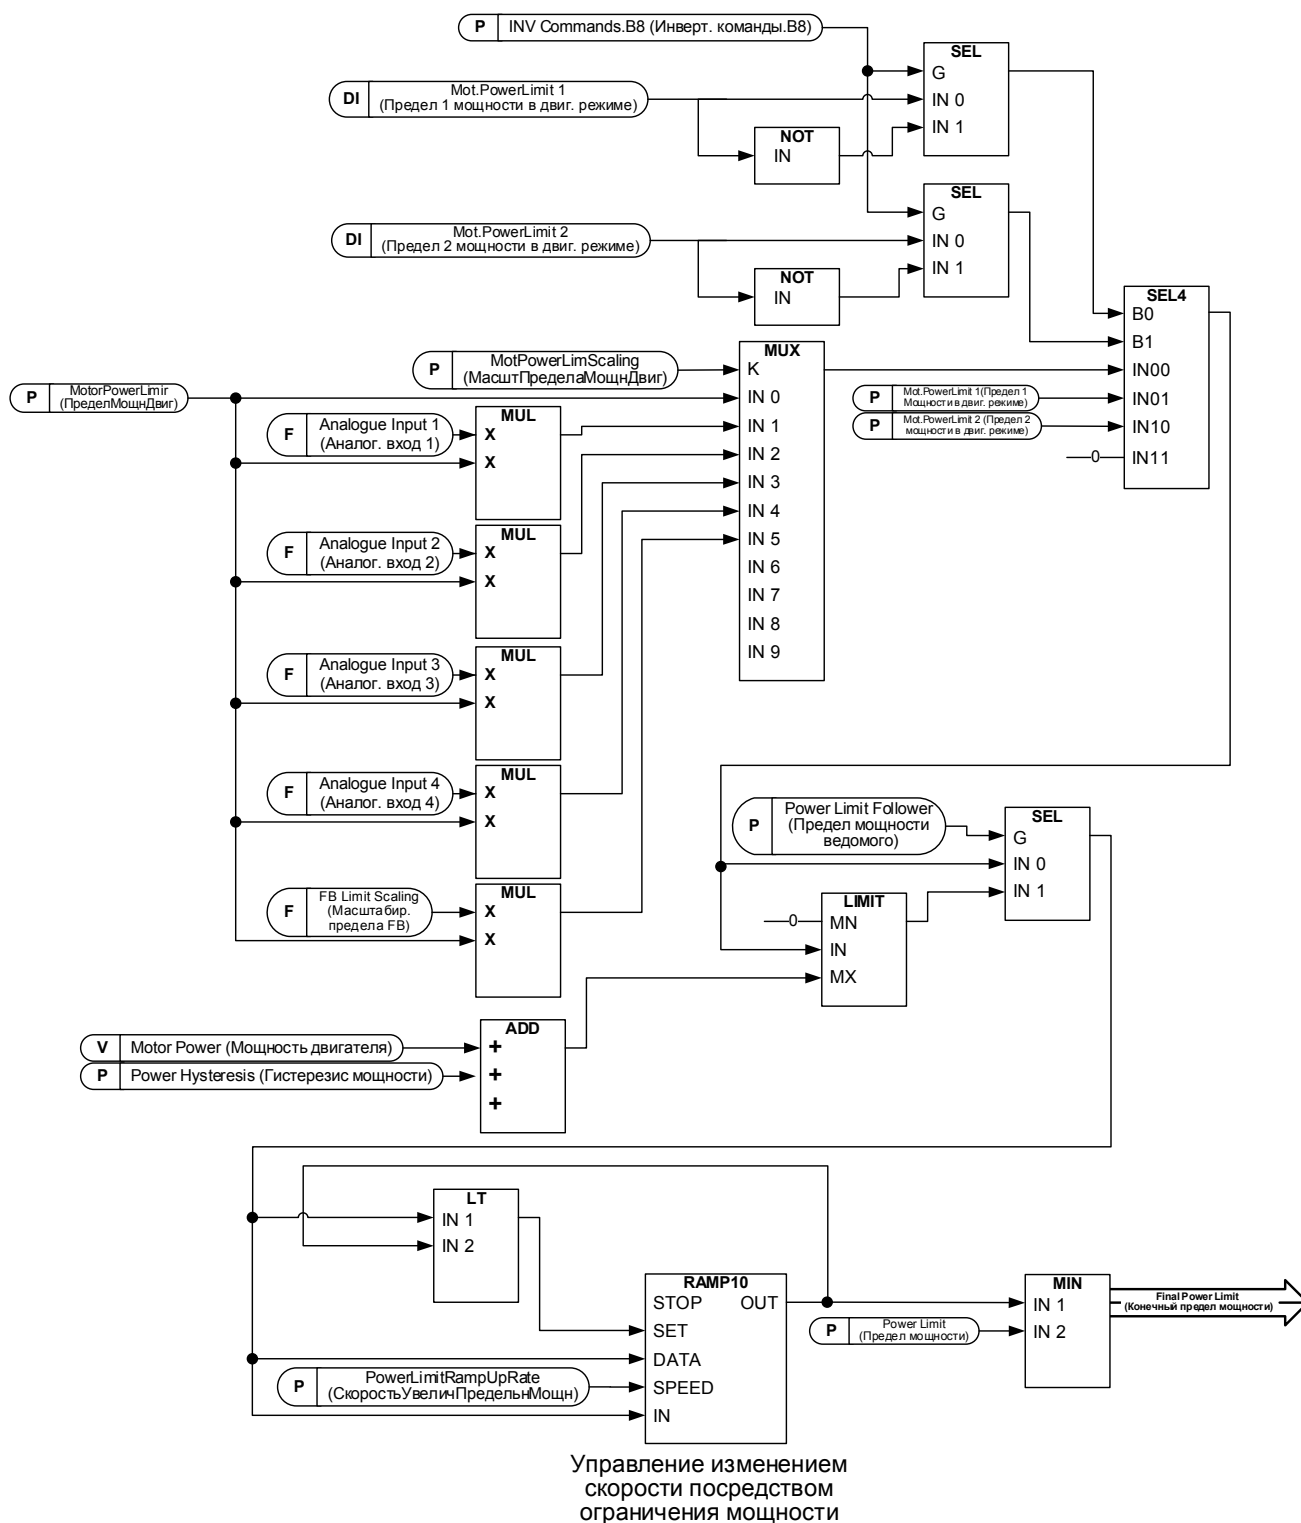 P INV Commands.B8 (Инверт. команды.B8)
SEL
G
IN 0
IN 1
DI Mot.PowerLimit 1
(Предел 1 мощности в двиг. режиме)
NOT
IN
SEL
G
IN 0
IN 1
DI Mot.PowerLimit 2
(Предел 2 мощности в двиг. режиме)
NOT
IN
SEL4
B0
B1
IN00
IN01
IN10
IN11
P Mot.PowerLimit 1(Предел 1
Мощности в двиг. режиме)
P Mot.PowerLimit 2 (Предел 2
мощности в двиг. режиме)
0
P MotPowerLimScaling
(МасштПределаМощнДвиг)
MUX
K
IN 0
IN 1
IN 2
IN 3
IN 4
IN 5
IN 6
IN 7
IN 8
IN 9
P MotorPowerLimir
(ПределМощнДвиг)
F Analogue Input 1
(Аналог. вход 1)
MUL
X
X
F Analogue Input 2
(Аналог. вход 2)
MUL
X
X
F Analogue Input 3
(Аналог. вход 3)
MUL
X
X
F Analogue Input 4
(Аналог. вход 4)
MUL
X
X
F FB Limit Scaling
(Масштабир.
предела FB)
MUL
X
X
P Power Limit Follower
(Предел мощности
ведомого)
SEL
G
IN 0
IN 1
LIMIT
0
MN
IN
MX
V Motor Power (Мощность двигателя)
P Power Hysteresis (Гистерезис мощности)
ADD
+
+
+
LT
IN 1
IN 2
RAMP10
STOP OUT
SET
DATA
SPEED
IN
P PowerLimitRampUpRate
(СкоростьУвеличПредельнМощн)
P Power Limit
(Предел мощности)
MIN
IN 1
IN 2
Final Power Limit
(Конечный предел мощности)
Управление изменением
скорости посредством
ограничения мощности